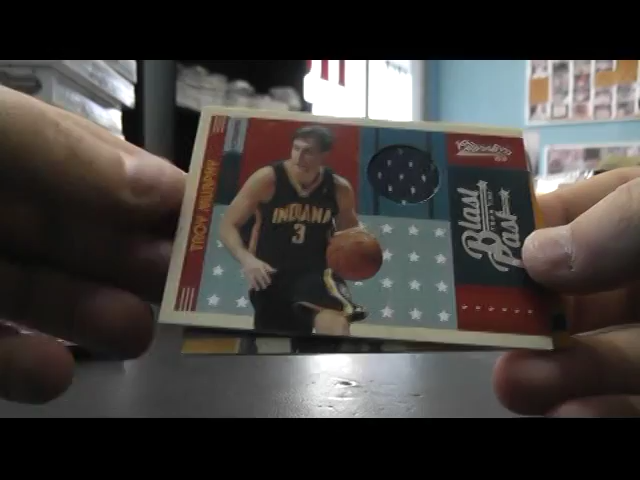 TROY MURPHY
INDIANA
3
Classics
Blast
FROM THE
Past